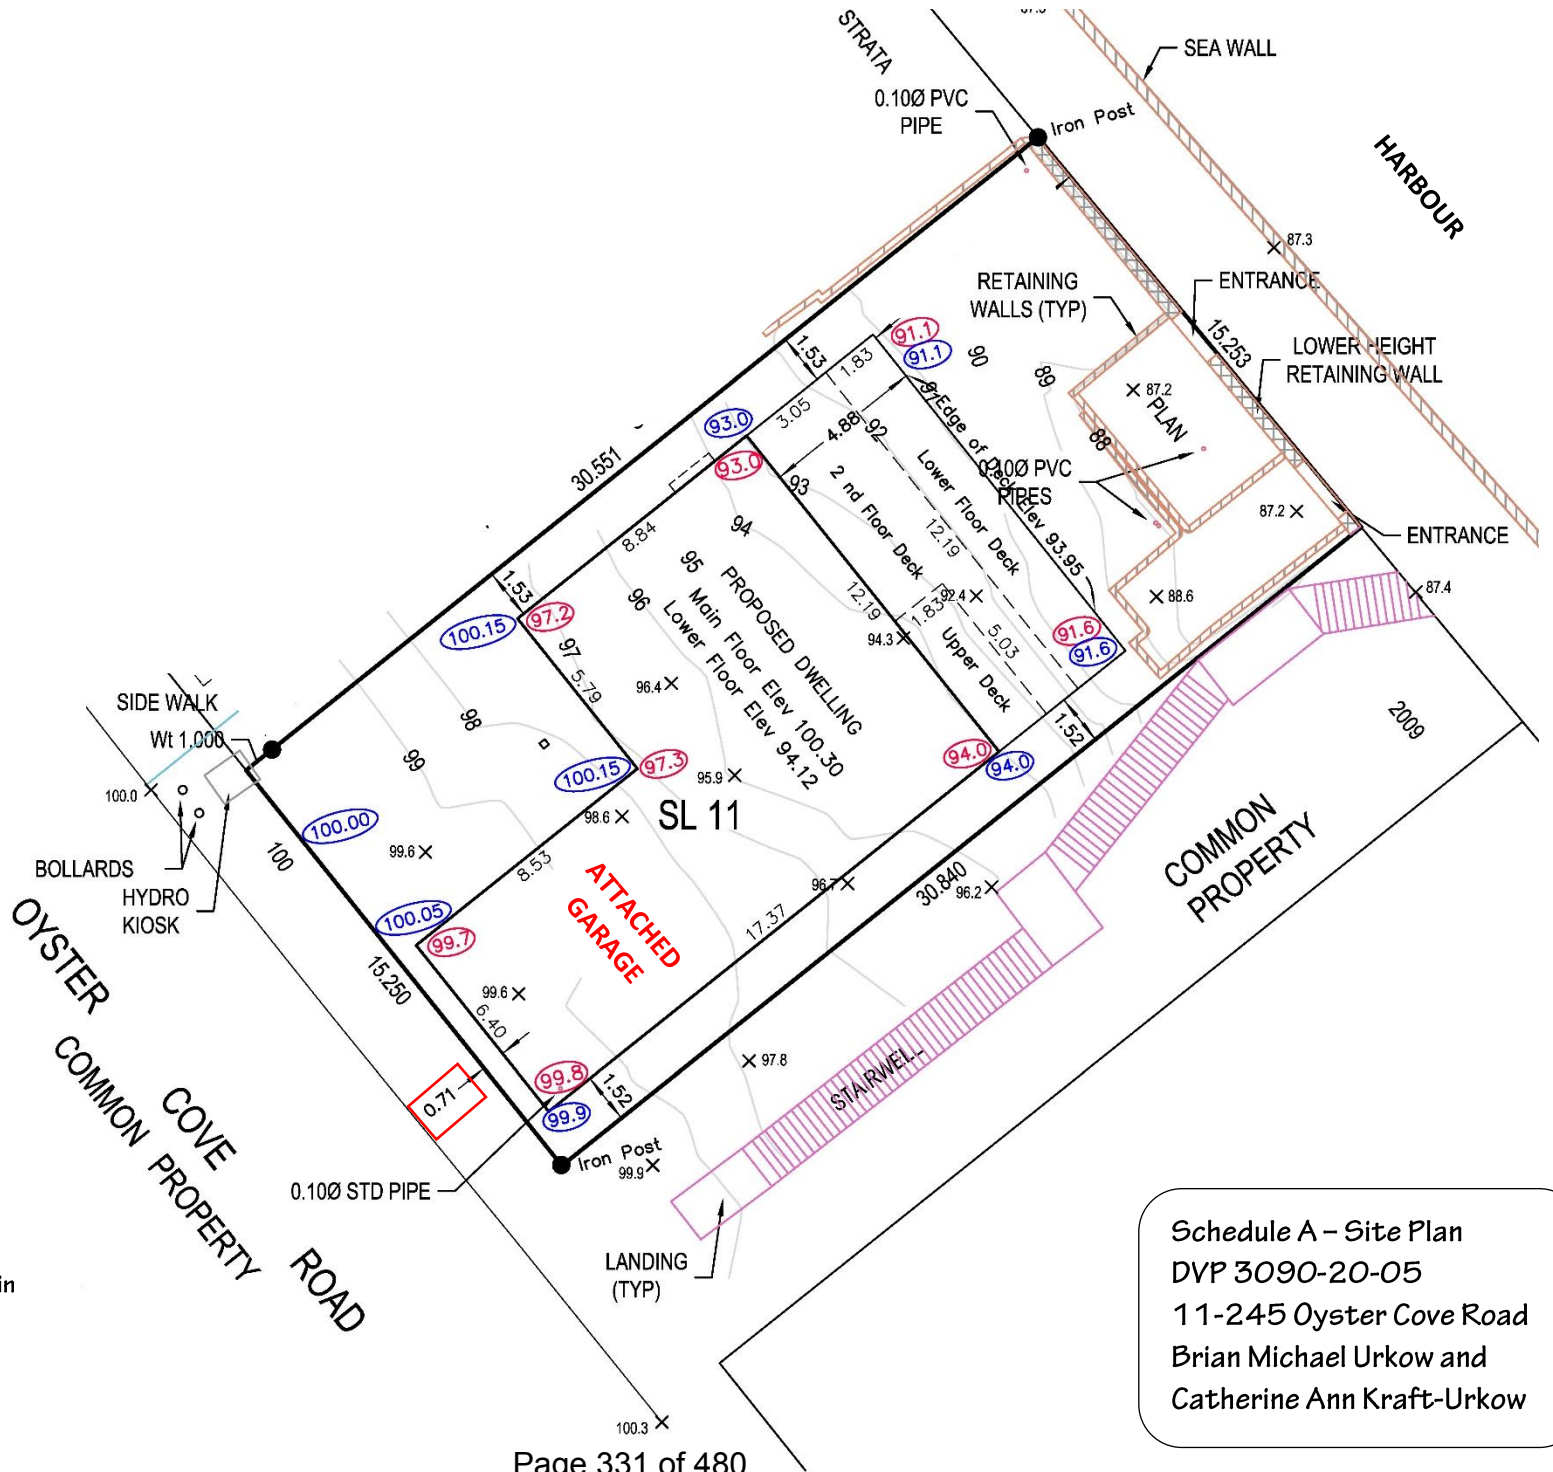 87.3
SEA WALL
STRATA
0.10Ø PVC
PIPE
Iron Post
HARBOUR
87.3
RETAINING
WALLS (TYP)
ENTRANCE
15.253
LOWER HEIGHT
RETAINING WALL
91.1
91.1
90
89
88
1.53
1.83
87.2
PLAN
93.0
93.0
3.05
4.88
92
91
Edge of Deck Elev 93.95
0.10Ø PVC
PIPES
87.2
ENTRANCE
30.551
93
2 nd Floor Deck
Lower Floor Deck
12.19
8.84
94
95
96
PROPOSED DWELLING
Main Floor Elev 100.30
Lower Floor Elev 94.12
12.19
92.4
1.83
5.03
Upper Deck
94.3
88.6
87.4
1.53
97.2
100.15
97
5.79
96.4
91.6
91.6
1.52
2009
SIDE WALK
Wt 1.000
98
99
100.15
97.3
95.9
94.0
94.0
100.0
98.6
SL 11
COMMON
PROPERTY
100.00
99.6
100
BOLLARDS
HYDRO
KIOSK
8.53
ATTACHED
GARAGE
96.7
30.840
96.2
100.05
99.7
17.37
OYSTER COVE ROAD
COMMON PROPERTY
15.250
99.6
6.40
97.8
STAIRWELL
0.71
99.8
99.9
1.52
Iron Post
99.9
0.10Ø STD PIPE
LANDING
(TYP)
in
100.3
Schedule A – Site Plan
DVP 3090-20-05
11-245 Oyster Cove Road
Brian Michael Urkow and
Catherine Ann Kraft-Urkow
Page 331 of 480